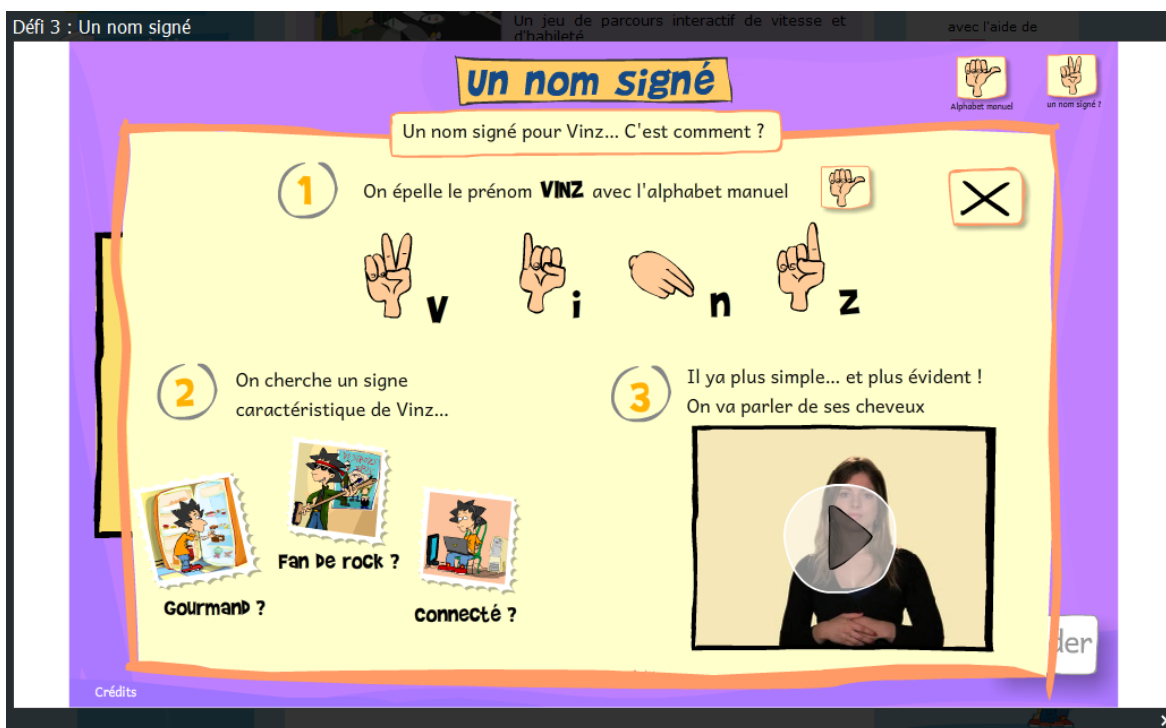 Un jeu de parcours interactif de vitesse et
d'habileté
avec l'aide de
Défi 3 : Un nom signé
un nom signé
Alphabet manuel
un nom signé ?
Un nom signé pour Vinz... C'est comment ?
1
On épelle le prénom VINZ avec l'alphabet manuel
v
i
n
z
2
On cherche un signe
caractéristique de Vinz...
Gourmand ?
Fan de rock ?
connecté ?
3
Il ya plus simple... et plus évident !
On va parler de ses cheveux
der
Crédits